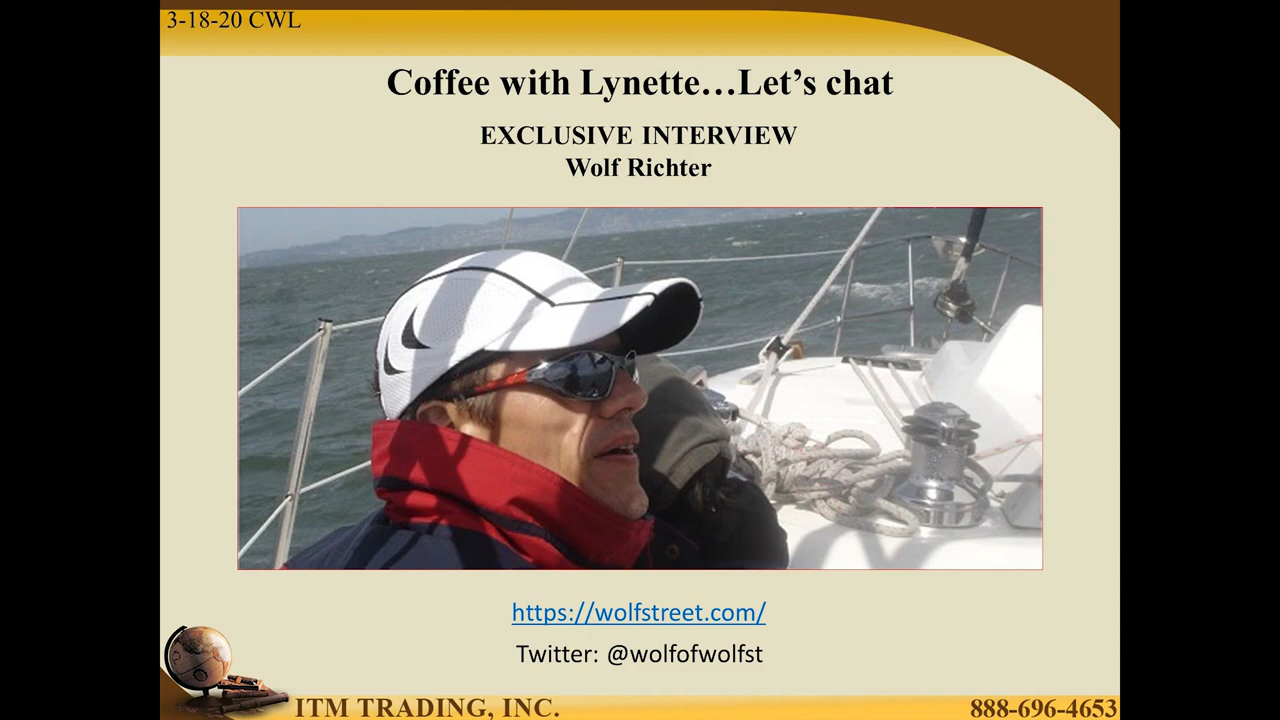 3-18-20 CWL
Coffee with Lynette…Let’s chat
EXCLUSIVE INTERVIEW
Wolf Richter
https://wolfstreet.com/
Twitter: @wolfofwolfst
ITM TRADING, INC.
888-696-4653